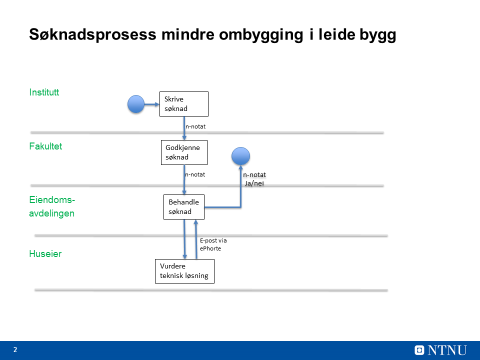 Søknadsprosess mindre ombygging i leide bygg
Institutt
Skrive
søknad
n-notat
Fakultet
Godkjenne
søknad
n-notat
n-notat
Ja/nei
Eiendoms-
avdelingen
Behandle
søknad
E-post via
ePhorte
Huseier
Vurdere
teknisk løsning
2
NTNU